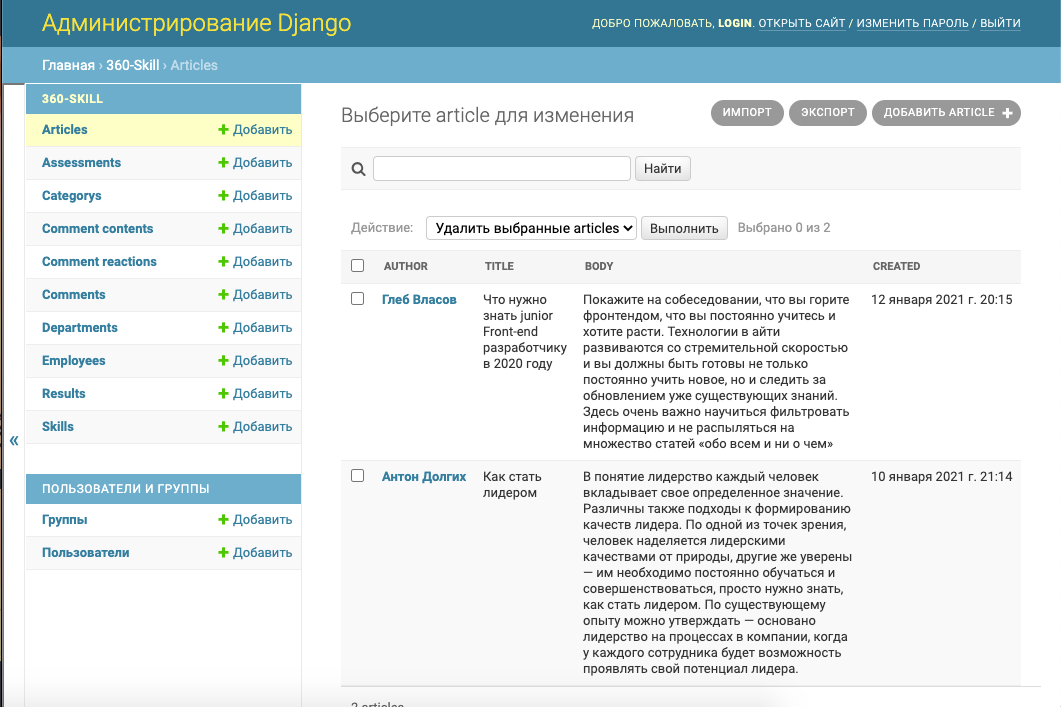 Администрирование Django
ДОБРО ПОЖАЛОВАТЬ, LOGIN. ОТКРЫТЬ САЙТ / ИЗМЕНИТЬ ПАРОЛЬ / ВЫЙТИ
Главная › 360-Skill › Articles
360-SKILL
Articles + Добавить
Assessments + Добавить
Categorys + Добавить
Comment contents + Добавить
Comment reactions + Добавить
Comments + Добавить
Departments + Добавить
Employees + Добавить
Results + Добавить
Skills + Добавить
«
ПОЛЬЗОВАТЕЛИ И ГРУППЫ
Группы + Добавить
Пользователи + Добавить
Выберите article для изменения
ИМПОРТ ЭКСПОРТ ДОБАВИТЬ ARTICLE +
Найти
Действие: Удалить выбранные articles Выполнить Выбрано 0 из 2
AUTHOR TITLE BODY CREATED
Глеб Власов
Что нужно
знать junior
Front-end
разработчику
в 2020 году
Покажите на собеседовании, что вы горите
фронтендом, что вы постоянно учитесь и
хотите расти. Технологии в айти
развиваются со стремительной скоростью
и вы должны быть готовы не только
постоянно учить новое, но и следить за
обновлением уже существующих знаний.
Здесь очень важно научиться фильтровать
информацию и не распыляться на
множество статей «обо всем и ни о чем»
12 января 2021 г. 20:15
Антон Долгих
Как стать
лидером
В понятие лидерство каждый человек
вкладывает свое определенное значение.
Различны также подходы к формированию
качеств лидера. По одной из точек зрения,
человек наделяется лидерскими
качествами от природы, другие же уверены
— им необходимо постоянно обучаться и
совершенствоваться, просто нужно знать,
как стать лидером. По существующему
опыту можно утверждать — основано
лидерство на процессах в компании, когда
у каждого сотрудника будет возможность
проявлять свой потенциал лидера.
10 января 2021 г. 21:14
2 articles